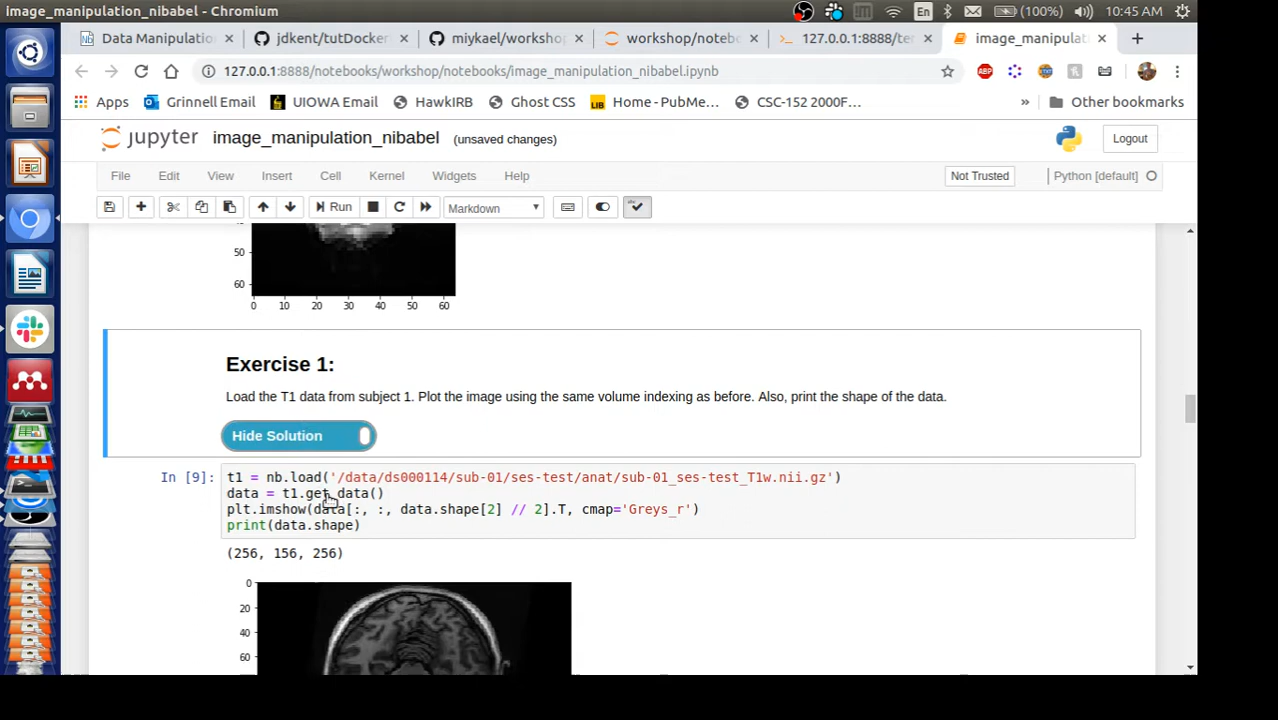 image_manipulation_nibabel - Chromium
En (100%) 10:45 AM
Data Manipulatio jdkent/tutDocker miykael/workshop workshop/noteb 127.0.0.1:8888/ter image_manipulati
127.0.0.1:8888/notebooks/workshop/notebooks/image_manipulation_nibabel.ipynb
Apps Grinnell Email UIOWA Email HawkIRB Ghost CSS Home - PubMe... CSC-152 2000F... » Other bookmarks
jupyter image_manipulation_nibabel (unsaved changes) Logout
File Edit View Insert Cell Kernel Widgets Help Not Trusted Python [default]
Run Markdown
50
60
0 10 20 30 40 50 60
Exercise 1:
Load the T1 data from subject 1. Plot the image using the same volume indexing as before. Also, print the shape of the data.
Hide Solution
In [9]: t1 = nb.load('/data/ds000114/sub-01/ses-test/anat/sub-01_ses-test_T1w.nii.gz')
data = t1.get_data()
plt.imshow(data[:, :, data.shape[2] // 2].T, cmap='Greys_r')
print(data.shape)
(256, 156, 256)
0
20
40
60